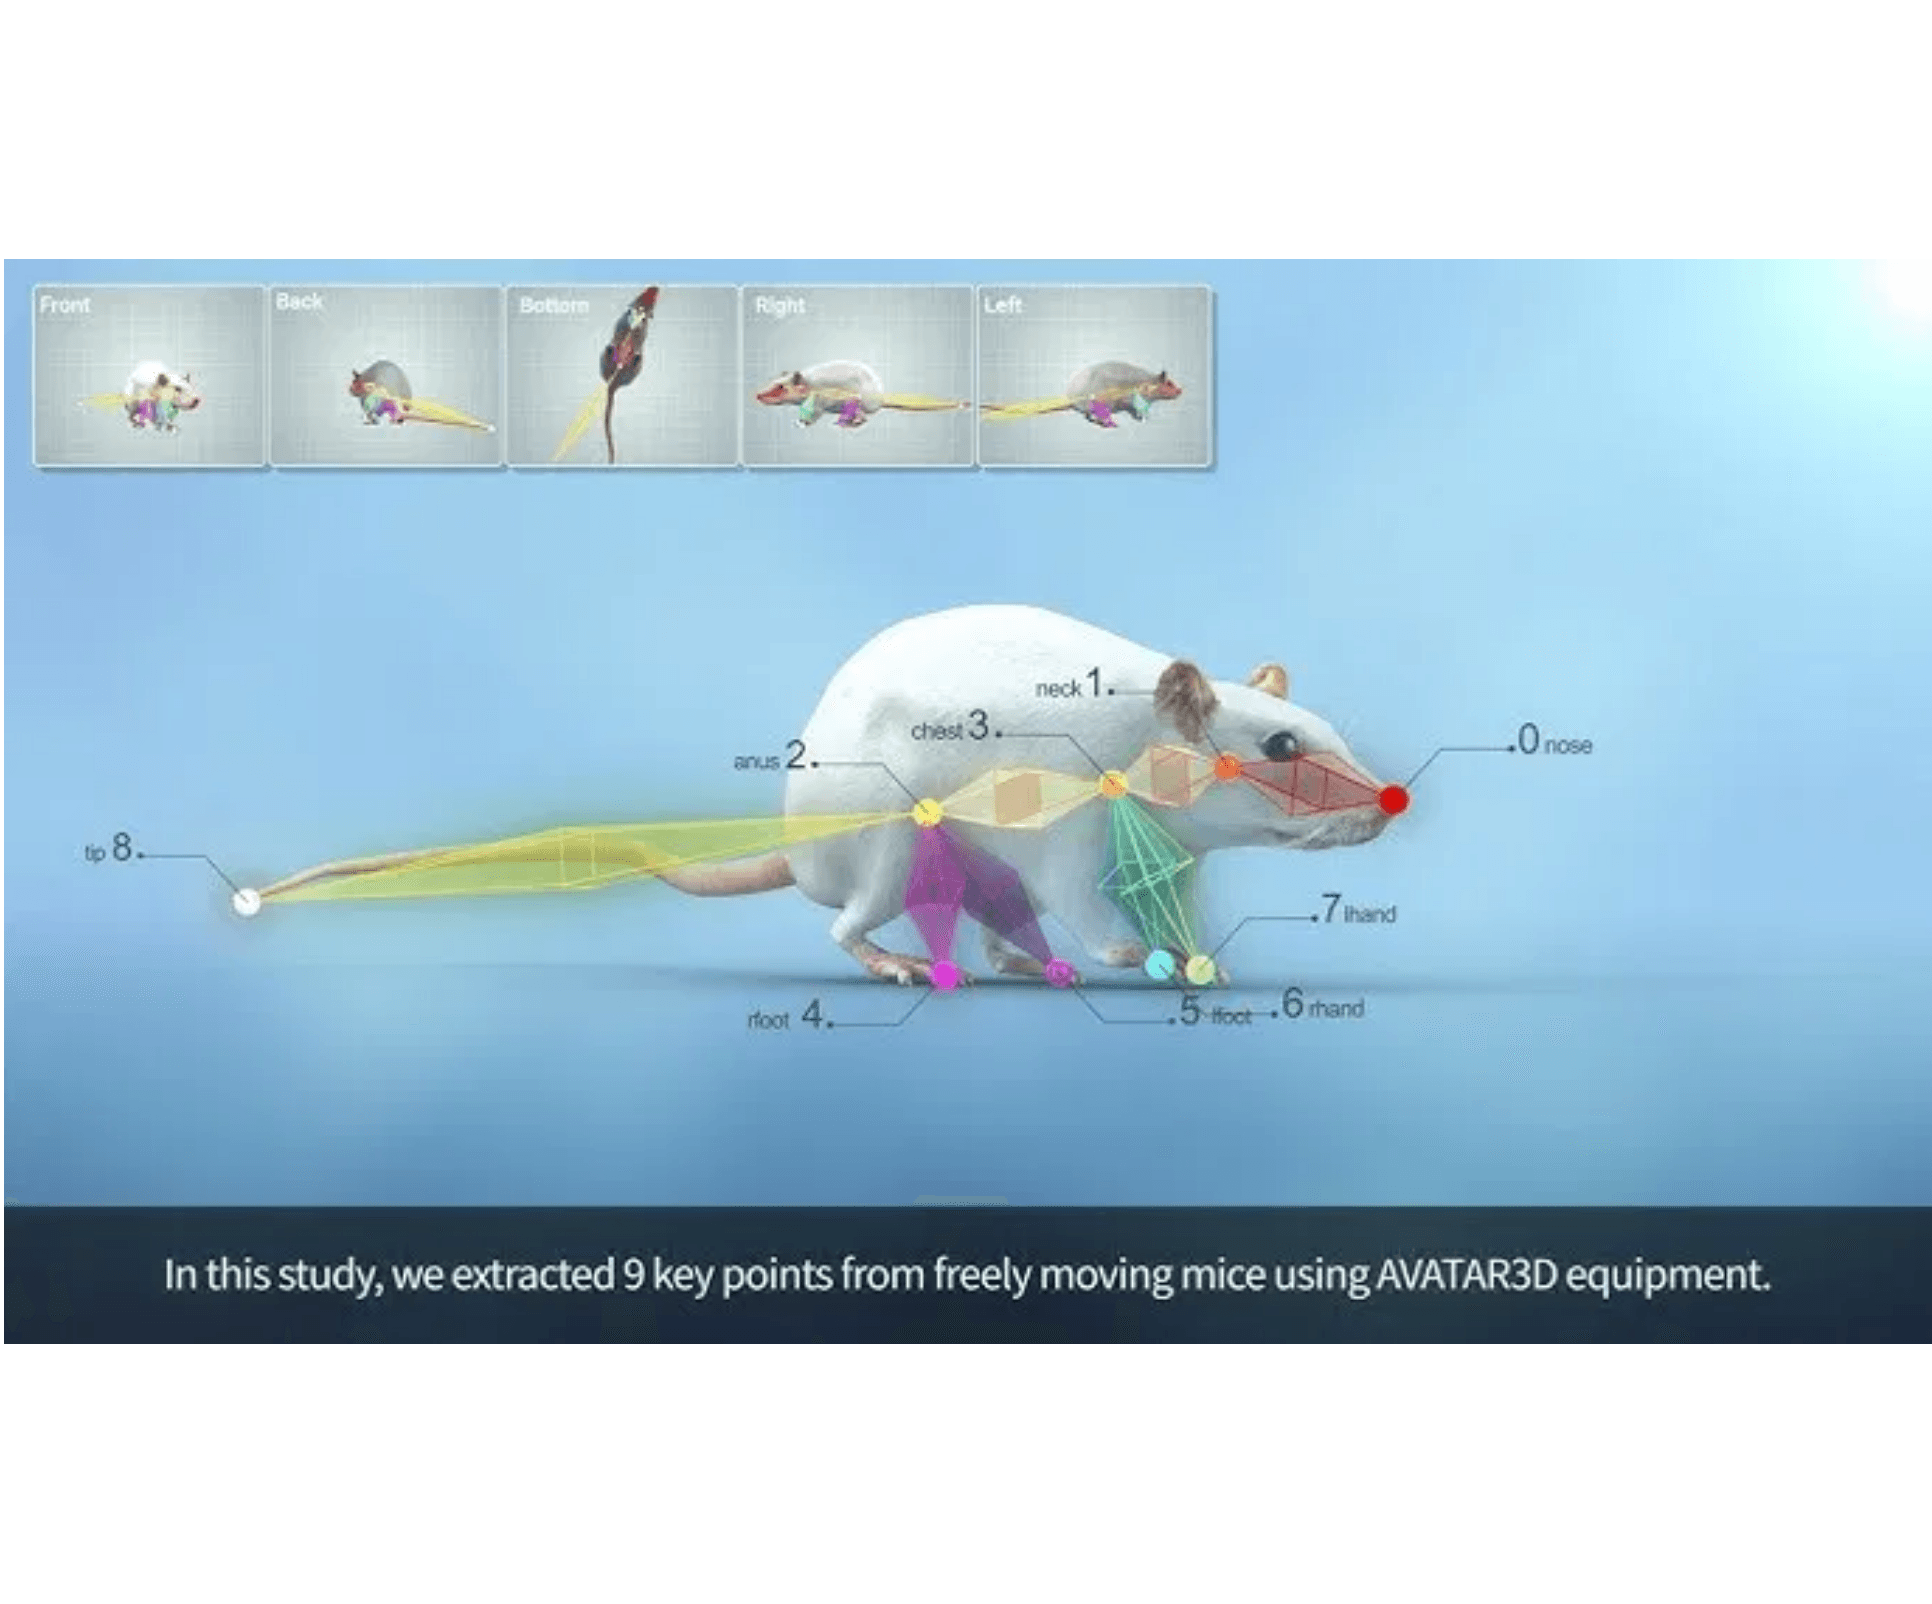 Front
Back
Bottom
Right
Left
neck 1.
chest 3.
anus 2.
.0 nose
tip 8.
.7 lhand
rfoot 4.
.5 lfoot
.6 rhand
In this study, we extracted 9 key points from freely moving mice using AVATAR3D equipment.